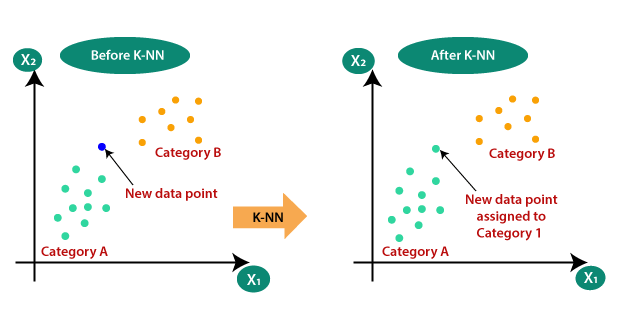 Before K-NN
X₂
Category B
New data point
Category A
X₁
K-NN
After K-NN
X₂
Category B
New data point
assigned to
Category 1
Category A
X₁